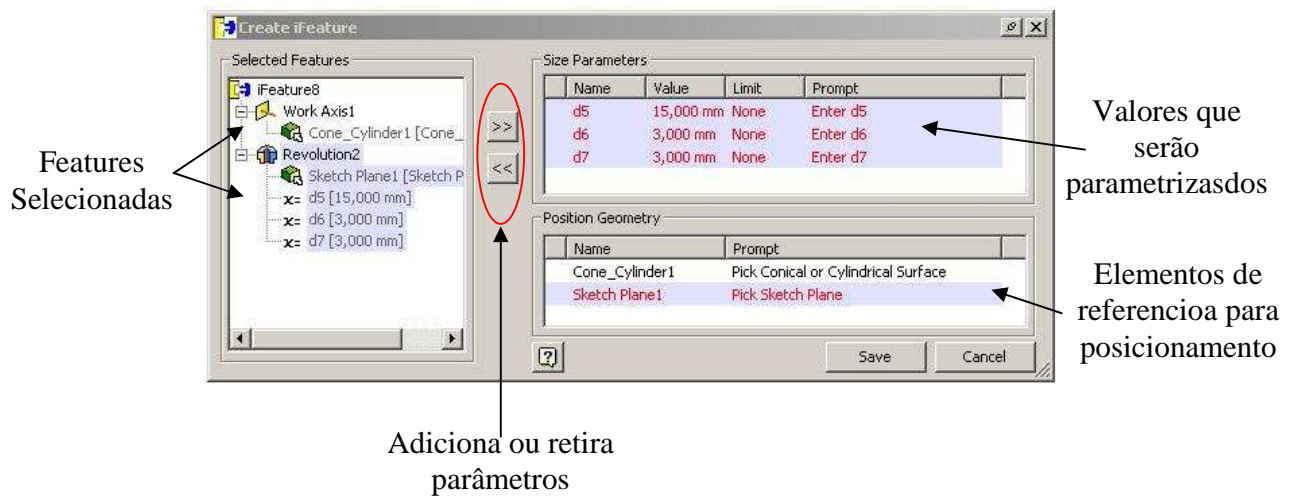 Create iFeature
Selected Features
iFeature8
Work Axis1
Cone_Cylinder1 [Cone_
Revolution2
Sketch Plane1 [Sketch P
x= d5 [15,000 mm]
x= d6 [3,000 mm]
x= d7 [3,000 mm]
>>
<<
Size Parameters
Name Value Limit Prompt
d5 15,000 mm None Enter d5
d6 3,000 mm None Enter d6
d7 3,000 mm None Enter d7
Position Geometry
Name Prompt
Cone_Cylinder1 Pick Conical or Cylindrical Surface
Sketch Plane1 Pick Sketch Plane
?
Save Cancel
Features
Selecionadas
Valores que
serão
parametrizasdos
Elementos de
referencioa para
posicionamento
Adiciona ou retira
parâmetros